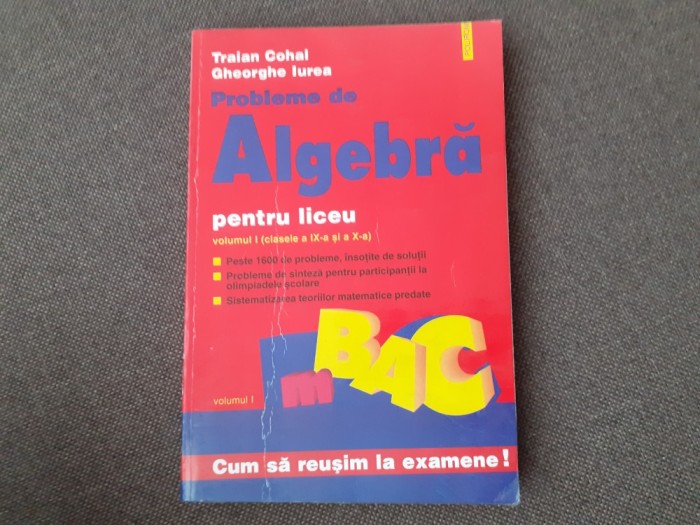 POLIROM
Traian Cohal
Gheorghe Iurea
Probleme de
Algebră
pentru liceu
volumul I (clasele a IX-a și a X-a)
Peste 1600 de probleme, însoțite de soluții
Probleme de sinteză pentru participanții la
olimpiadele școlare
Sistematizarea teoriilor matematice predate
m
BAC
volumul I
Cum să reușim la examene!